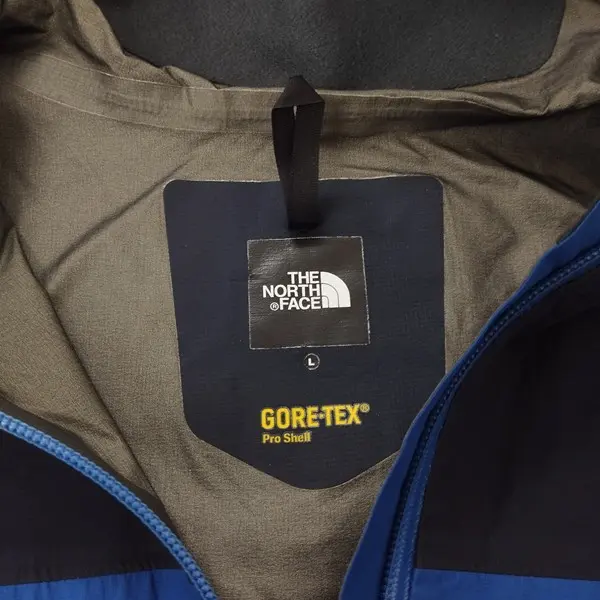 THE
NORTH
®FACE
L
GORE-TEX®
Pro Shell